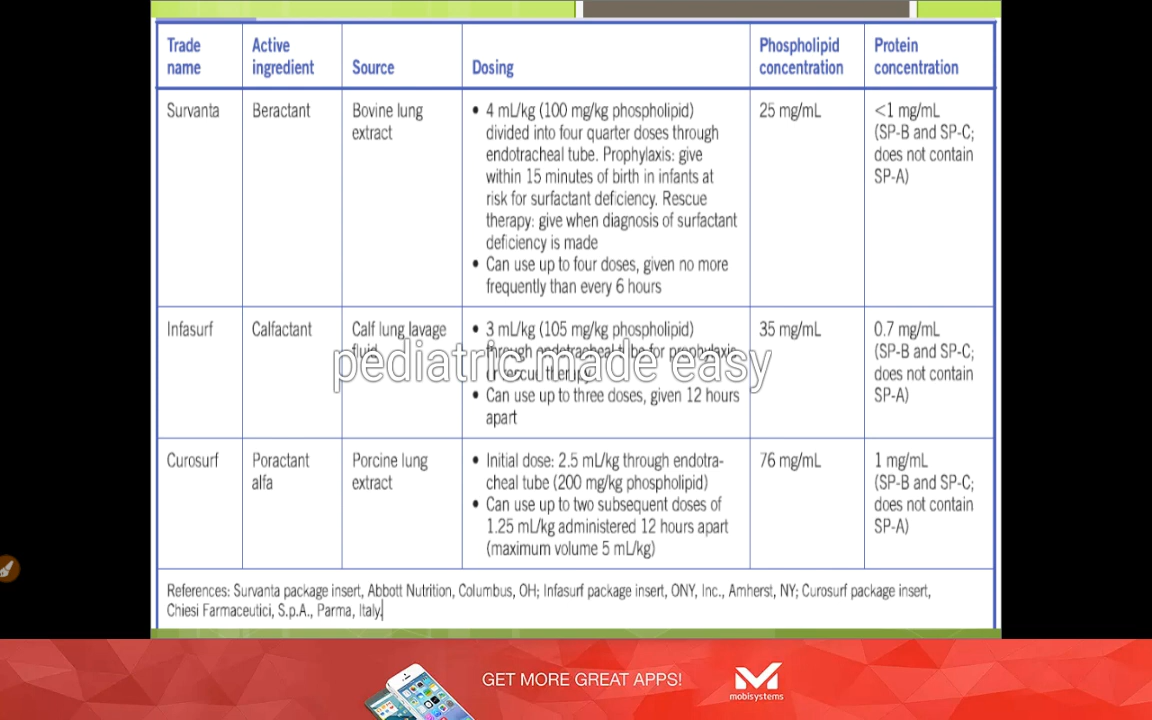 Trade name
Active ingredient
Source
Dosing
Phospholipid concentration
Protein concentration
Survanta
Beractant
Bovine lung
extract
• 4 mL/kg (100 mg/kg phospholipid)
divided into four quarter doses through
endotracheal tube. Prophylaxis: give
within 15 minutes of birth in infants at
risk for surfactant deficiency. Rescue
therapy: give when diagnosis of surfactant
deficiency is made
• Can use up to four doses, given no more
frequently than every 6 hours
25 mg/mL
<1 mg/mL
(SP-B and SP-C;
does not contain
SP-A)
Infasurf
Calfactant
Calf lung lavage
fluid
• 3 mL/kg (105 mg/kg phospholipid)
through endotracheal tube for prophylaxis
or rescue therapy
• Can use up to three doses, given 12 hours
apart
35 mg/mL
0.7 mg/mL
(SP-B and SP-C;
does not contain
SP-A)
pediatric made easy
Curosurf
Poractant
alfa
Porcine lung
extract
• Initial dose: 2.5 mL/kg through endotra-
cheal tube (200 mg/kg phospholipid)
• Can use up to two subsequent doses of
1.25 mL/kg administered 12 hours apart
(maximum volume 5 mL/kg)
76 mg/mL
1 mg/mL
(SP-B and SP-C;
does not contain
SP-A)
References: Survanta package insert, Abbott Nutrition, Columbus, OH; Infasurf package insert, ONY, Inc., Amherst, NY; Curosurf package insert,
Chiesi Farmaceutici, S.p.A., Parma, Italy.
GET MORE GREAT APPS!
mobisystems